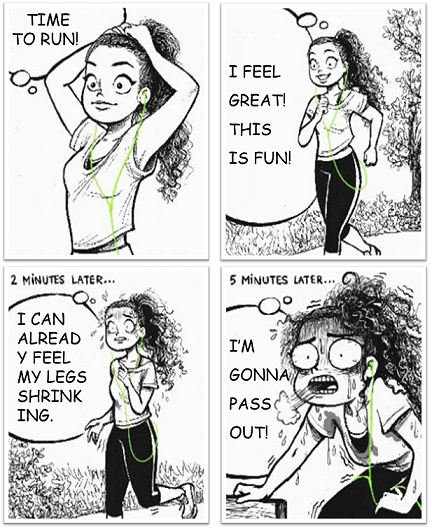 TIME
TO RUN!
I FEEL
GREAT!
THIS
IS FUN!
2 MINUTES LATER...
I CAN
ALREAD
Y FEEL
MY LEGS
SHRINK
ING.
5 MINUTES LATER...
I'M
GONNA
PASS
OUT!